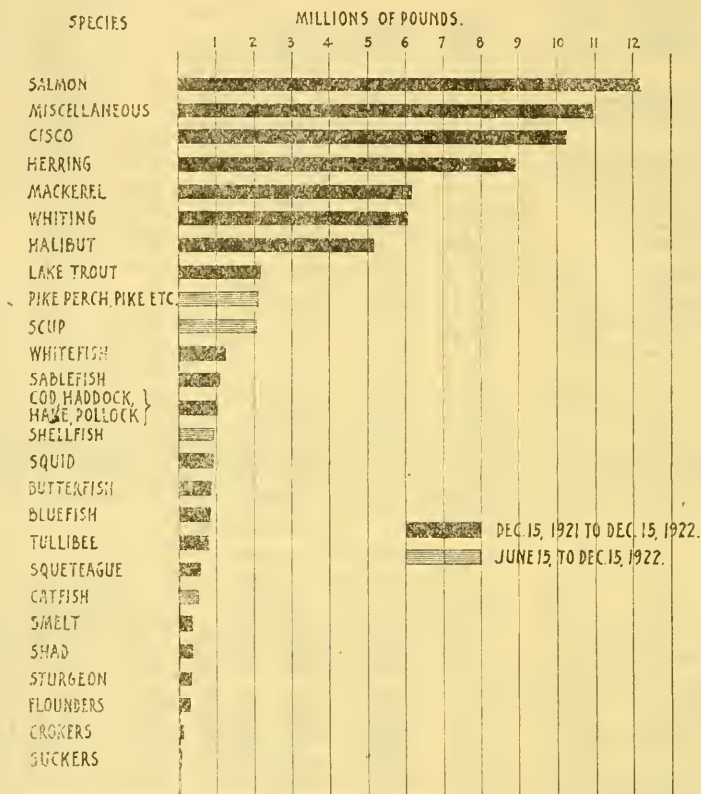 SPECIES
MILLIONS OF POUNDS.
1 2 3 4 5 6 7 8 9 10 11 12
SALMON
MISCELLANEOUS
CISCO
HERRING
MACKEREL
WHITING
HALIBUT
LAKE TROUT
PIKE PERCH, PIKE ETC.
SCUP
WHITEFISH
SABLEFISH
COD, HADDOCK,
HAKE, POLLOCK
SHELLFISH
SQUID
BUTTERFISH
BLUEFISH
DEC. 15, 1921 TO DEC. 15, 1922.
TULLIBEE
JUNE 15, TO DEC. 15, 1922.
SQUETEAGUE
CATFISH
SMELT
SHAD
STURGEON
FLOUNDERS
CROKERS
SUCKERS